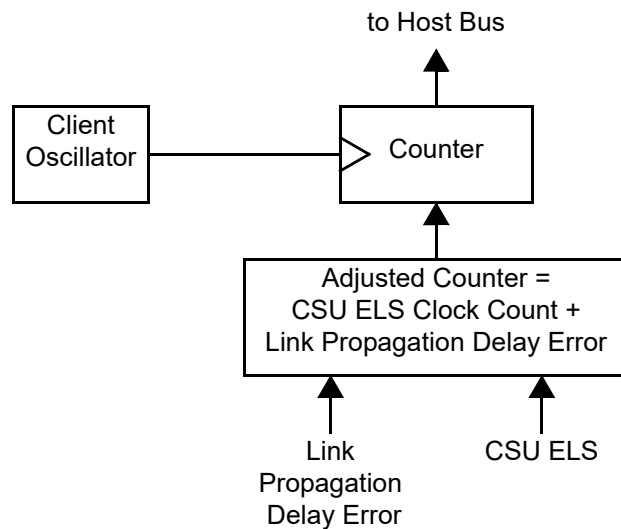 to Host Bus
Client
Oscillator
Counter
Adjusted Counter =
CSU ELS Clock Count +
Link Propagation Delay Error
Link
Propagation
Delay Error
CSU ELS